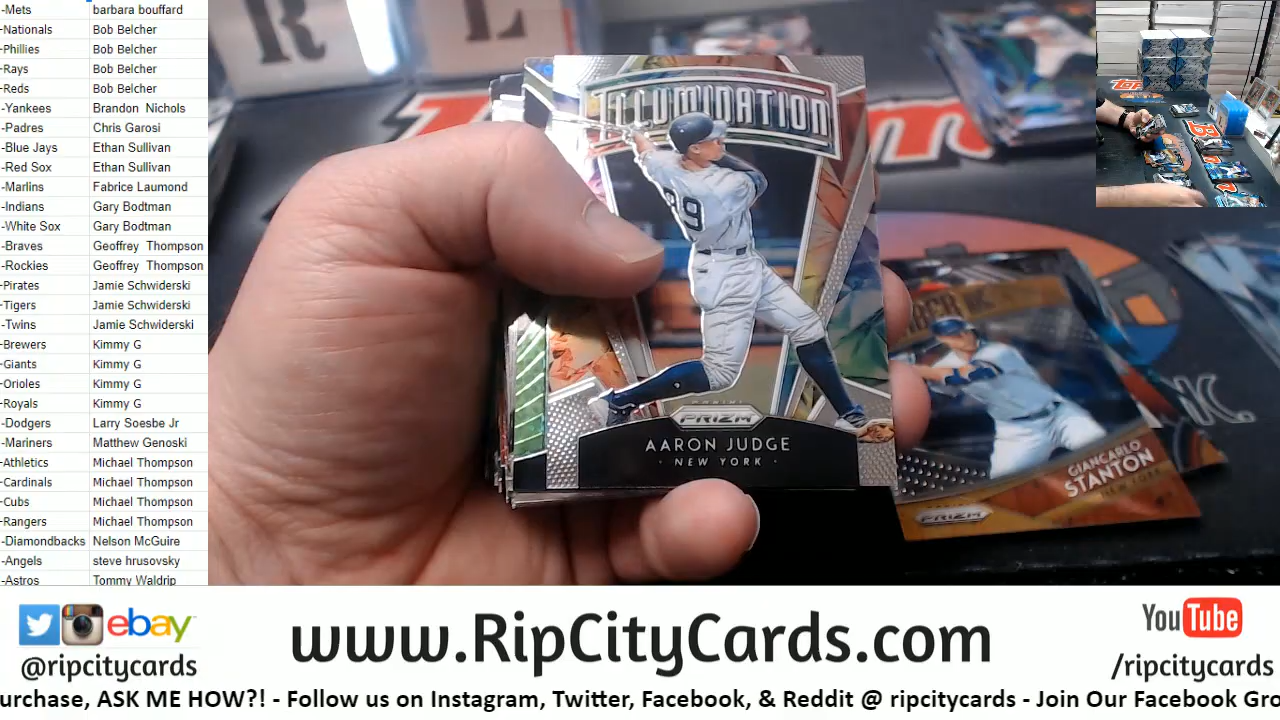 -Mets barbara bouffard
-Nationals Bob Belcher
-Phillies Bob Belcher
-Rays Bob Belcher
-Reds Bob Belcher
-Yankees Brandon Nichols
-Padres Chris Garosi
-Blue Jays Ethan Sullivan
-Red Sox Ethan Sullivan
-Marlins Fabrice Laumond
-Indians Gary Bodtman
-White Sox Gary Bodtman
-Braves Geoffrey Thompson
-Rockies Geoffrey Thompson
-Pirates Jamie Schwiderski
-Tigers Jamie Schwiderski
-Twins Jamie Schwiderski
-Brewers Kimmy G
-Giants Kimmy G
-Orioles Kimmy G
-Royals Kimmy G
-Dodgers Larry Soesbe Jr
-Mariners Matthew Genoski
-Athletics Michael Thompson
-Cardinals Michael Thompson
-Cubs Michael Thompson
-Rangers Michael Thompson
-Diamondbacks Nelson McGuire
-Angels steve hrusovsky
-Astros Tommy Waldrip
ILLUMINATION
99
PANINI
PRIZM
AARON JUDGE
· NEW YORK ·
GIANCARLO
STANTON
NEW YORK
PRIZM
ebay
@ripcitycards
www.RipCityCards.com
YouTube
/ripcitycards
urchase, ASK ME HOW?! - Follow us on Instagram, Twitter, Facebook, & Reddit @ ripcitycards - Join Our Facebook Gro